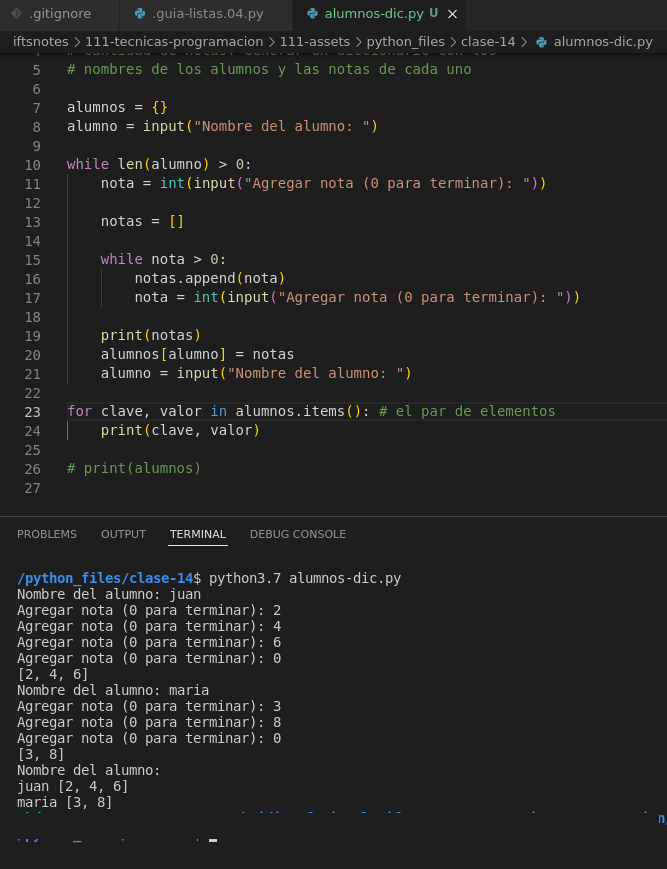 .gitignore .guia-listas.04.py alumnos-dic.py U
iftsnotes > 111-tecnicas-programacion > 111-assets > python_files > clase-14 > alumnos-dic.py
5 # nombres de los alumnos y las notas de cada uno
6
7 alumnos = {}
8 alumno = input("Nombre del alumno: ")
9
10 while len(alumno) > 0:
11     nota = int(input("Agregar nota (0 para terminar): "))
12
13     notas = []
14
15     while nota > 0:
16         notas.append(nota)
17         nota = int(input("Agregar nota (0 para terminar): "))
18
19     print(notas)
20     alumnos[alumno] = notas
21     alumno = input("Nombre del alumno: ")
22
23 for clave, valor in alumnos.items(): # el par de elementos
24     print(clave, valor)
25
26 # print(alumnos)
27
PROBLEMS OUTPUT TERMINAL DEBUG CONSOLE
/python_files/clase-14$ python3.7 alumnos-dic.py
Nombre del alumno: juan
Agregar nota (0 para terminar): 2
Agregar nota (0 para terminar): 4
Agregar nota (0 para terminar): 6
Agregar nota (0 para terminar): 0
[2, 4, 6]
Nombre del alumno: maria
Agregar nota (0 para terminar): 3
Agregar nota (0 para terminar): 8
Agregar nota (0 para terminar): 0
[3, 8]
Nombre del alumno:
juan [2, 4, 6]
maria [3, 8]